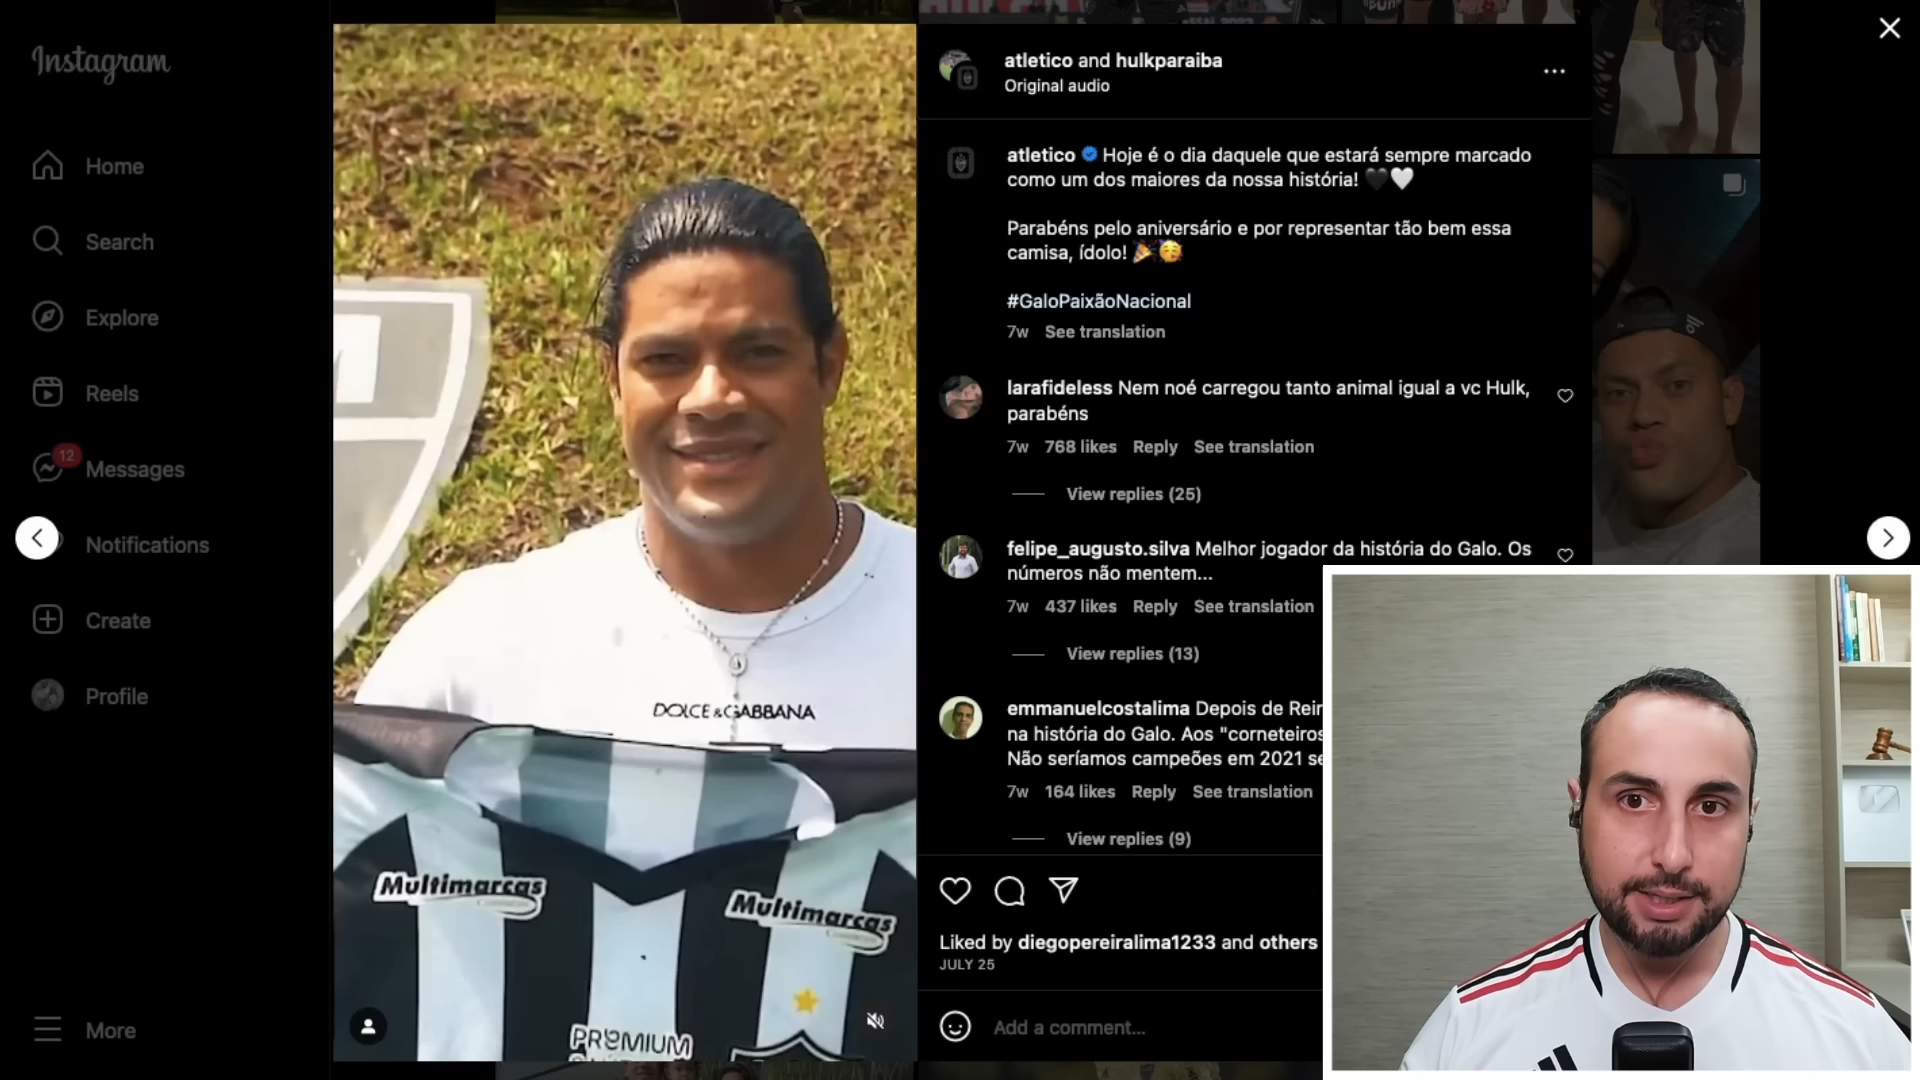 Instagram
Home
Search
Explore
Reels
12
Messages
Notifications
Create
Profile
More
DOLCE & GABBANA
Multimarcas
Multimarcas
PREMIUM
atletico and hulkparaiba
Original audio
atletico Hoje é o dia daquele que estará sempre marcado
como um dos maiores da nossa história! 🖤🤍
Parabéns pelo aniversário e por representar tão bem essa
camisa, ídolo! 🎉🥳
#GaloPaixãoNacional
7w See translation
larafideless Nem noé carregou tanto animal igual a vc Hulk,
parabéns
7w 768 likes Reply See translation
View replies (25)
felipe_augusto.silva Melhor jogador da história do Galo. Os
números não mentem...
7w 437 likes Reply See translation
View replies (13)
emmanuelcostalima Depois de Rein
na história do Galo. Aos "corneteiros
Não seríamos campeões em 2021 se
7w 164 likes Reply See translation
View replies (9)
Liked by diegopereiralima1233 and others
JULY 25
Add a comment...